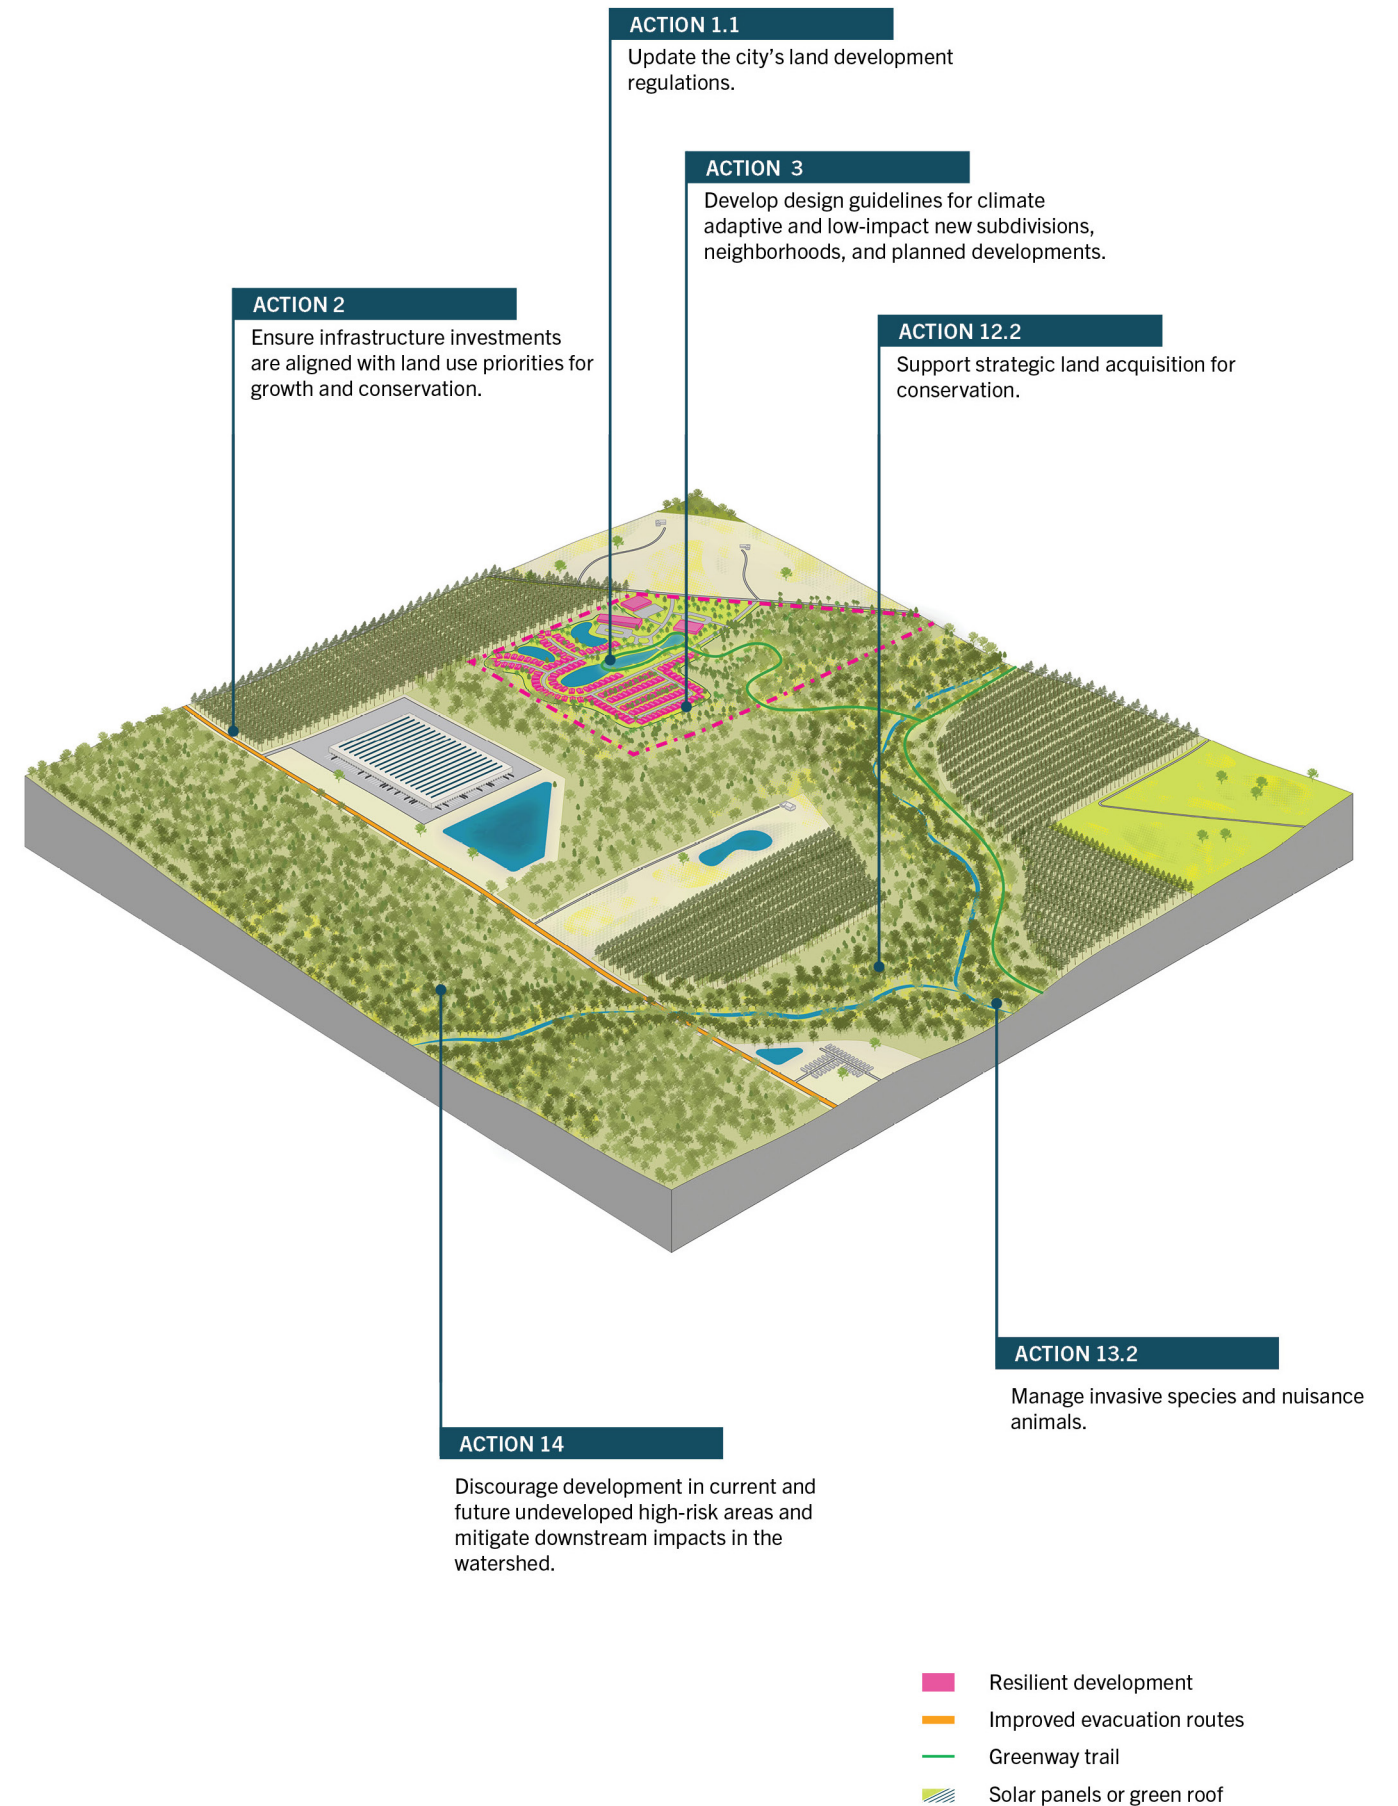 ACTION 1.1
Update the city's land development
regulations.
ACTION 3
Develop design guidelines for climate
adaptive and low-impact new subdivisions,
neighborhoods, and planned developments.
ACTION 2
Ensure infrastructure investments
are aligned with land use priorities for
growth and conservation.
ACTION 12.2
Support strategic land acquisition for
conservation.
ACTION 13.2
Manage invasive species and nuisance
animals.
ACTION 14
Discourage development in current and
future undeveloped high-risk areas and
mitigate downstream impacts in the
watershed.
Resilient development
Improved evacuation routes
Greenway trail
Solar panels or green roof